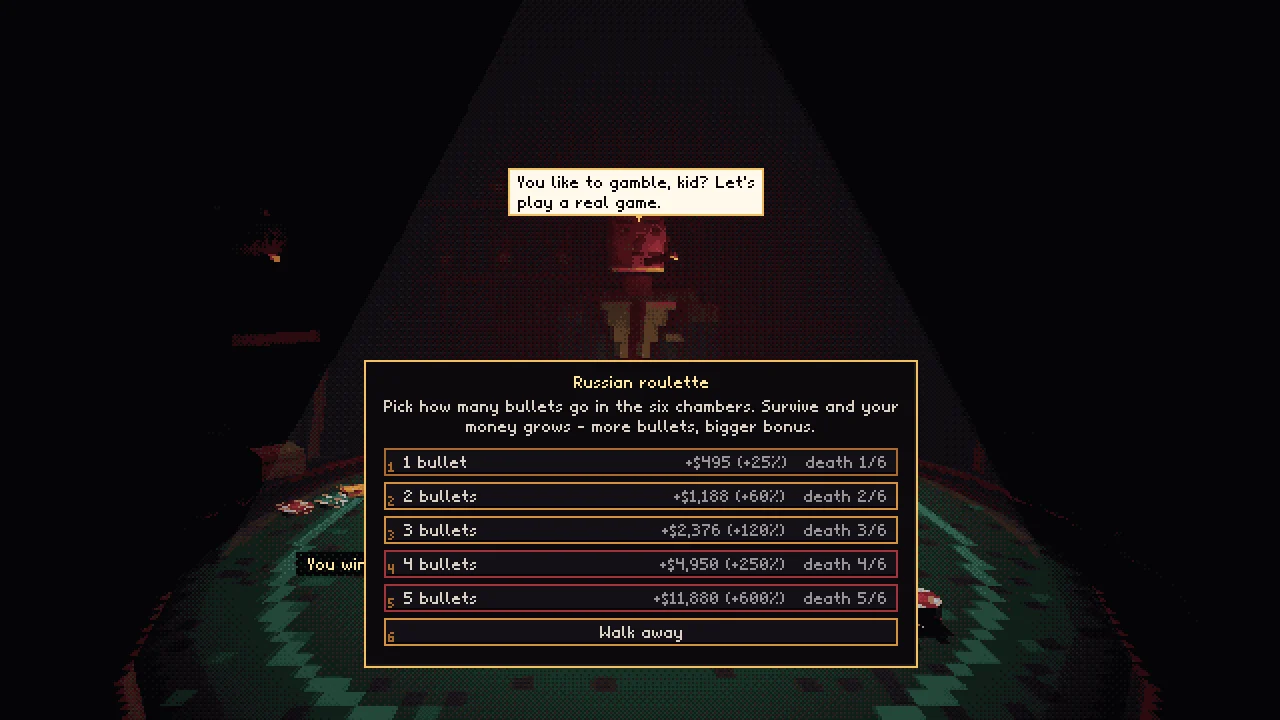 You like to gamble, kid? Let's
play a real game.
Russian roulette
Pick how many bullets go in the six chambers. Survive and your
money grows - more bullets, bigger bonus.
1 1 bullet +$495 (+25%) death 1/6
2 2 bullets +$1,188 (+60%) death 2/6
3 3 bullets +$2,376 (+120%) death 3/6
4 4 bullets +$4,950 (+250%) death 4/6
5 5 bullets +$11,880 (+600%) death 5/6
6 Walk away
You win